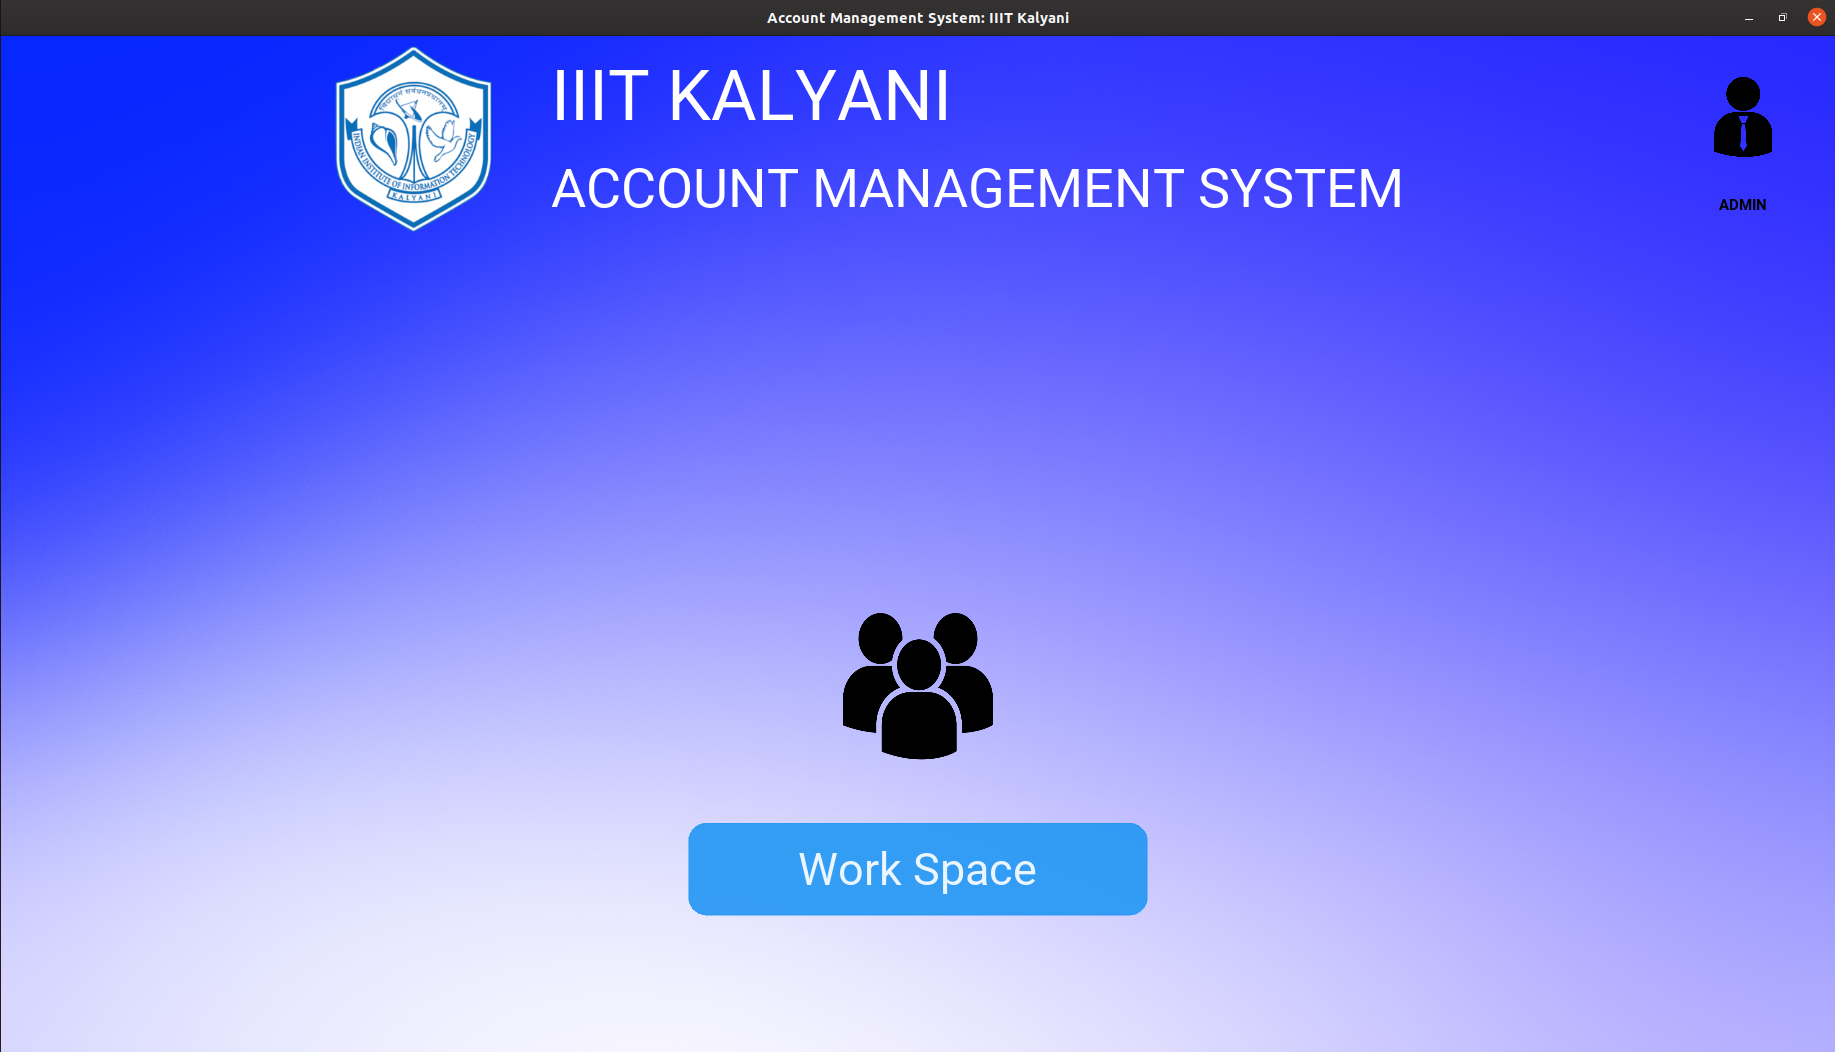 Account Management System: IIIT Kalyani
IIIT KALYANI
ACCOUNT MANAGEMENT SYSTEM
INDIAN INSTITUTE OF INFORMATION TECHNOLOGY
KALYANI
ADMIN
Work Space